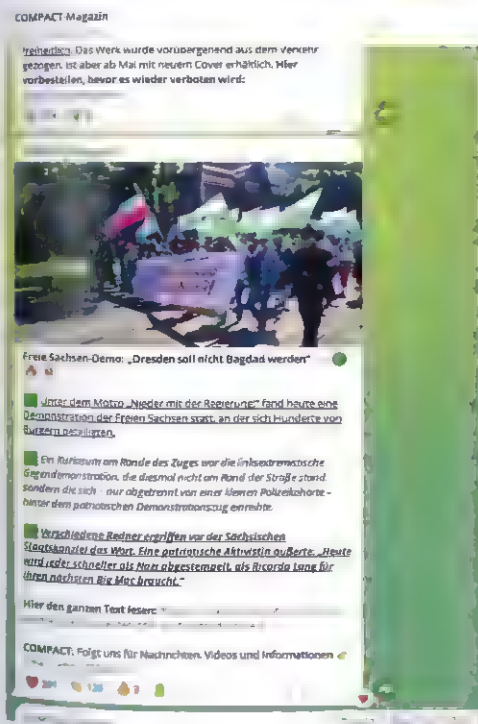 COMPACT-Magazin
freiheitlich. Das Werk wurde vorübergehend aus dem Verkehr
gezogen, ist aber ab Mai mit neuem Cover erhältlich. Hier
vorbestellen, bevor es wieder verboten wird:
Freie Sachsen-Demo: „Dresden soll nicht Bagdad werden“
Unter dem Motto „Nieder mit der Regierung“ fand heute eine
Demonstration der Freien Sachsen statt, an der sich Hunderte von
Bürgern beteiligten.
Ein Kuriosum am Rande des Zuges war die linksextremistische
Gegendemonstration, die diesmal nicht am Rand der Straße stand,
sondern die sich – nur abgetrennt von einer kleinen Polizeikohorte –
hinter dem patriotischen Demonstrationszug einreihte.
Verschiedene Redner ergriffen vor der Sächsischen
Staatskanzlei das Wort. Eine patriotische Aktivistin äußerte: „Heute
wird jeder schneller als Nazi abgestempelt, als Ricarda Lang für
ihren nächsten Big Mac braucht.“
Hier den ganzen Text lesen:
COMPACT: Folgt uns für Nachrichten, Videos und Informationen